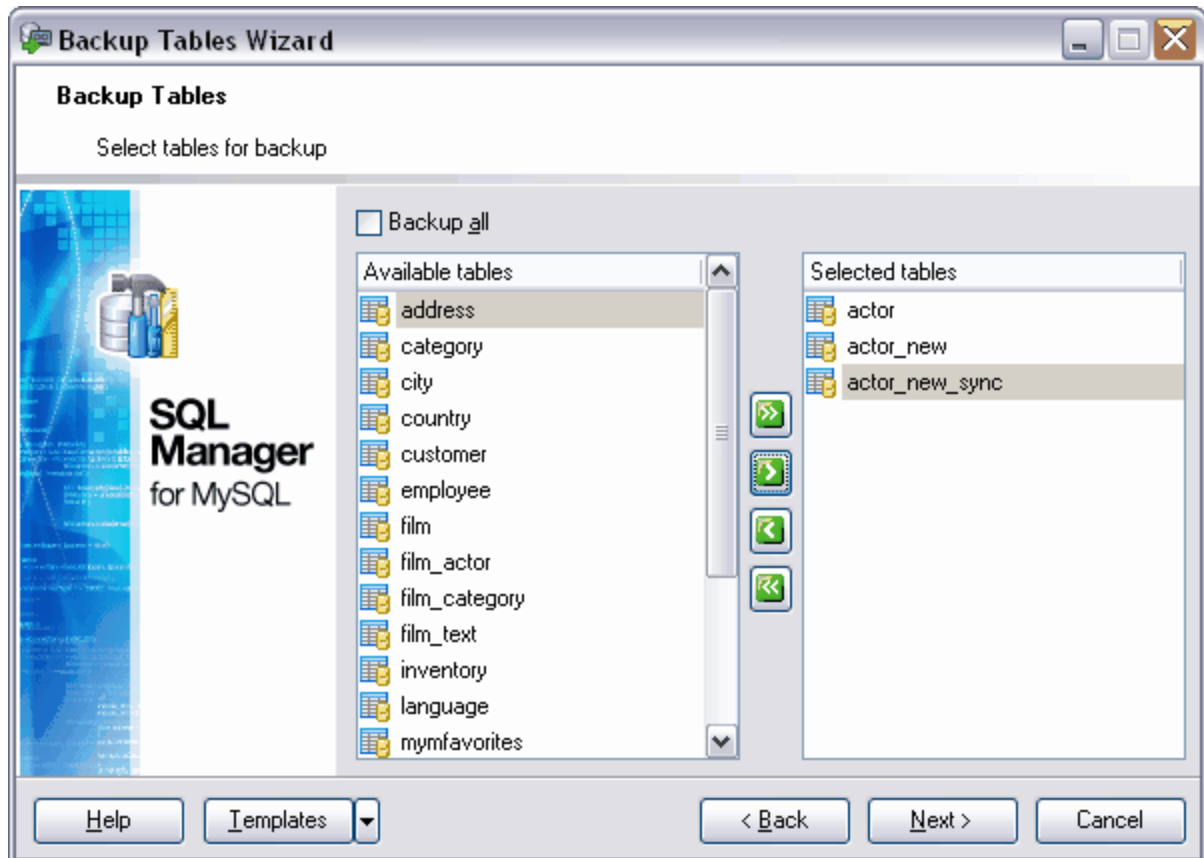 Backup Tables Wizard
Backup Tables
Select tables for backup
SQL
Manager
for MySQL
Backup all
Available tables
address
category
city
country
customer
employee
film
film_actor
film_category
film_text
inventory
language
mymfavorites
Selected tables
actor
actor_new
actor_new_sync
Help
Templates
< Back
Next >
Cancel